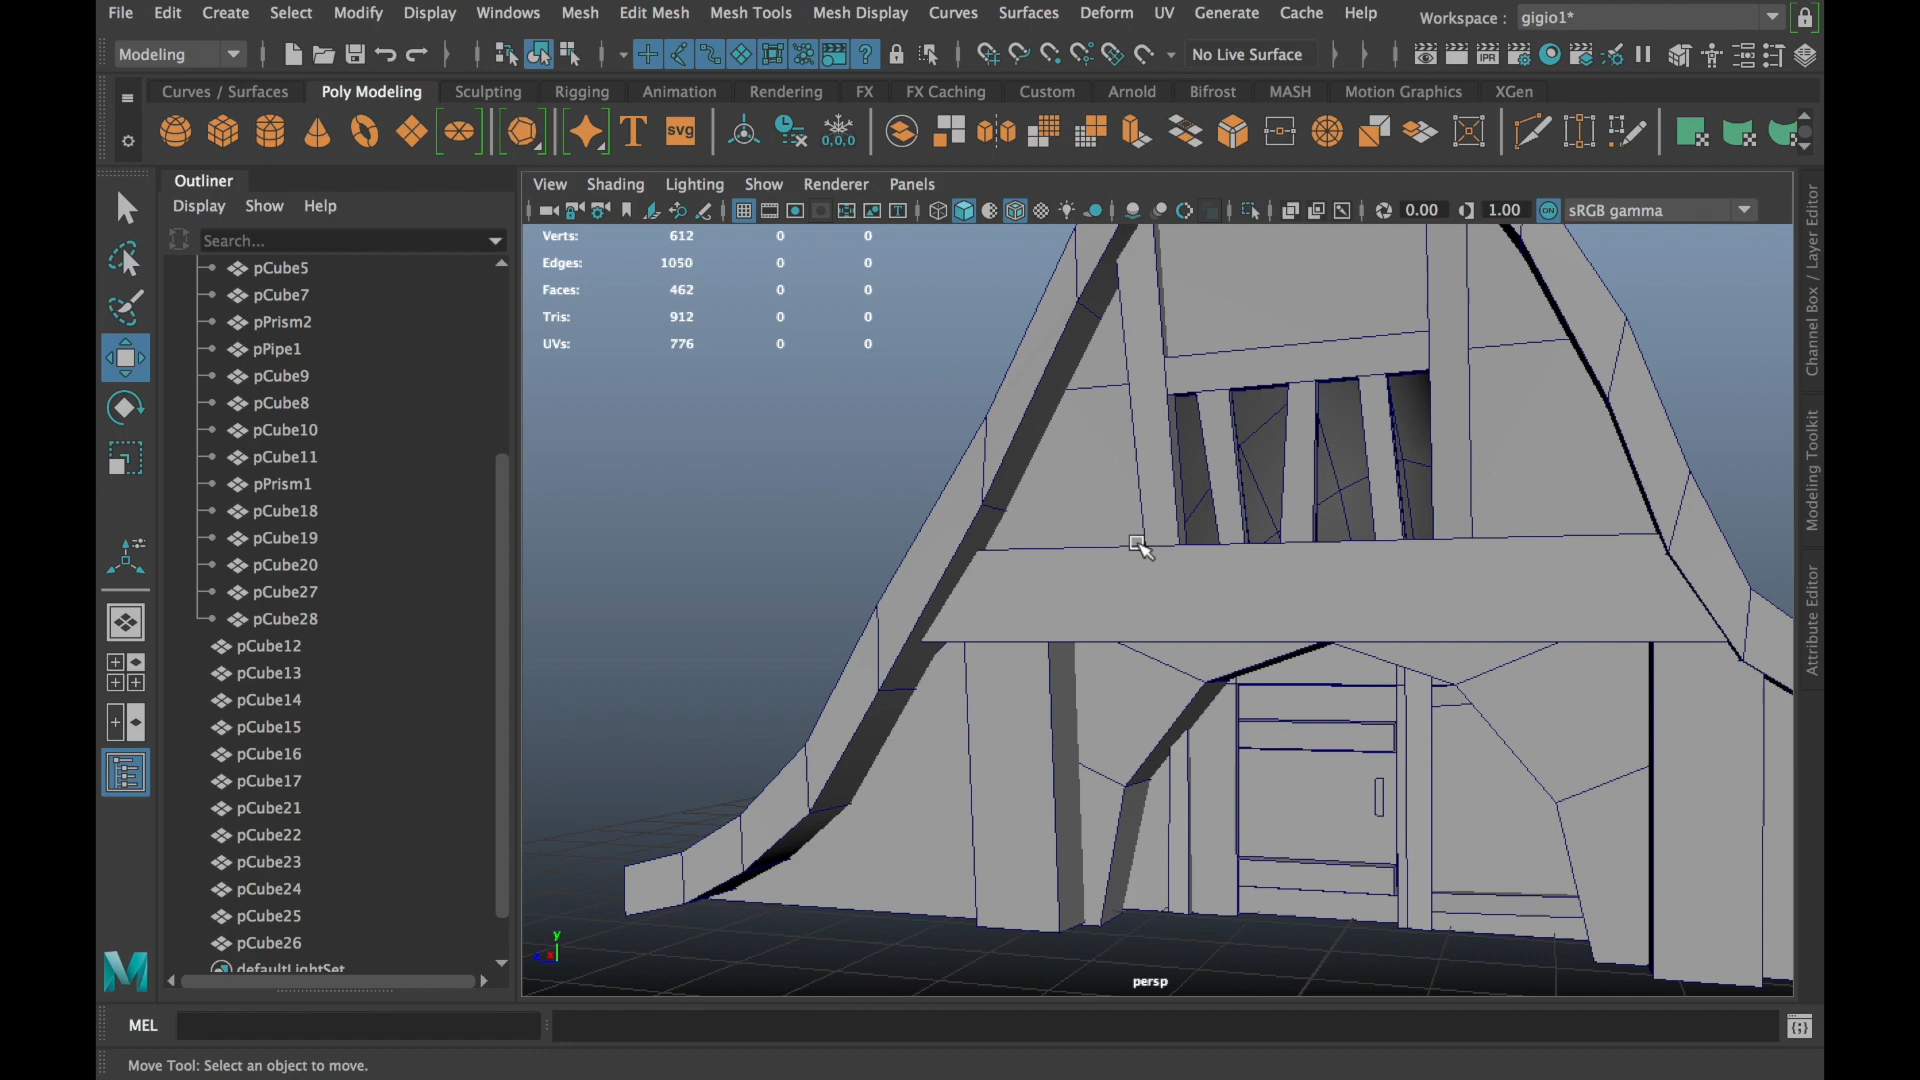 File Edit Create Select Modify Display Windows Mesh Edit Mesh Mesh Tools Mesh Display Curves Surfaces Deform UV Generate Cache Help Workspace : gigio1*
Modeling No Live Surface IPR
Curves / Surfaces Poly Modeling Sculpting Rigging Animation Rendering FX FX Caching Custom Arnold Bifrost MASH Motion Graphics XGen
T svg 0,0,0
Outliner
Display Show Help
Search...
pCube5
pCube7
pPrism2
pPipe1
pCube9
pCube8
pCube10
pCube11
pPrism1
pCube18
pCube19
pCube20
pCube27
pCube28
pCube12
pCube13
pCube14
pCube15
pCube16
pCube17
pCube21
pCube22
pCube23
pCube24
pCube25
pCube26
defaultLightSet
View Shading Lighting Show Renderer Panels
0.00 1.00 ON sRGB gamma
Verts: 612 0 0
Edges: 1050 0 0
Faces: 462 0 0
Tris: 912 0 0
UVs: 776 0 0
y
persp
Channel Box / Layer Editor
Modeling Toolkit
Attribute Editor
M
MEL
Move Tool: Select an object to move.